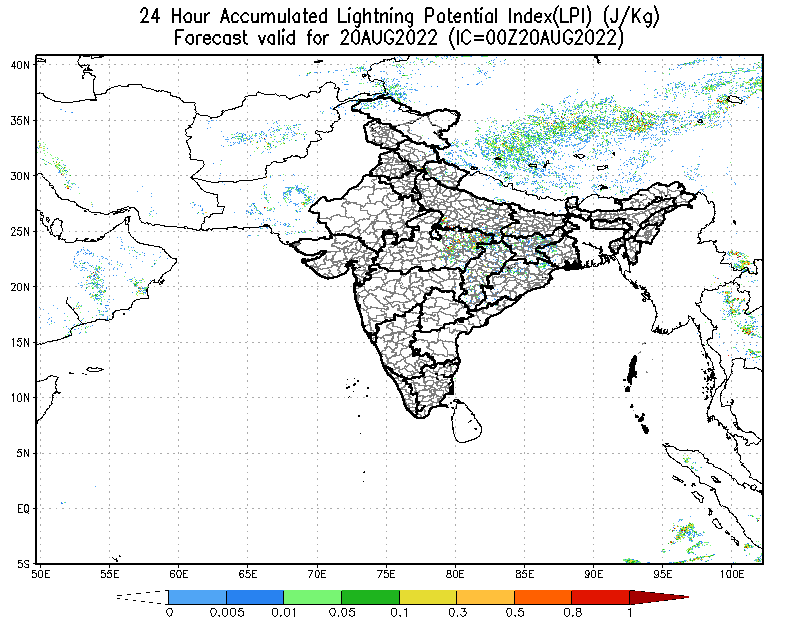 24 Hour Accumulated Lightning Potential Index(LPI) (J/Kg)
Forecast valid for 20AUG2022 (IC=00Z20AUG2022)
40N
35N
30N
25N
20N
15N
10N
5N
EQ
5S
50E 55E 60E 65E 70E 75E 80E 85E 90E 95E 100E
0 0.005 0.01 0.05 0.1 0.3 0.5 0.8 1